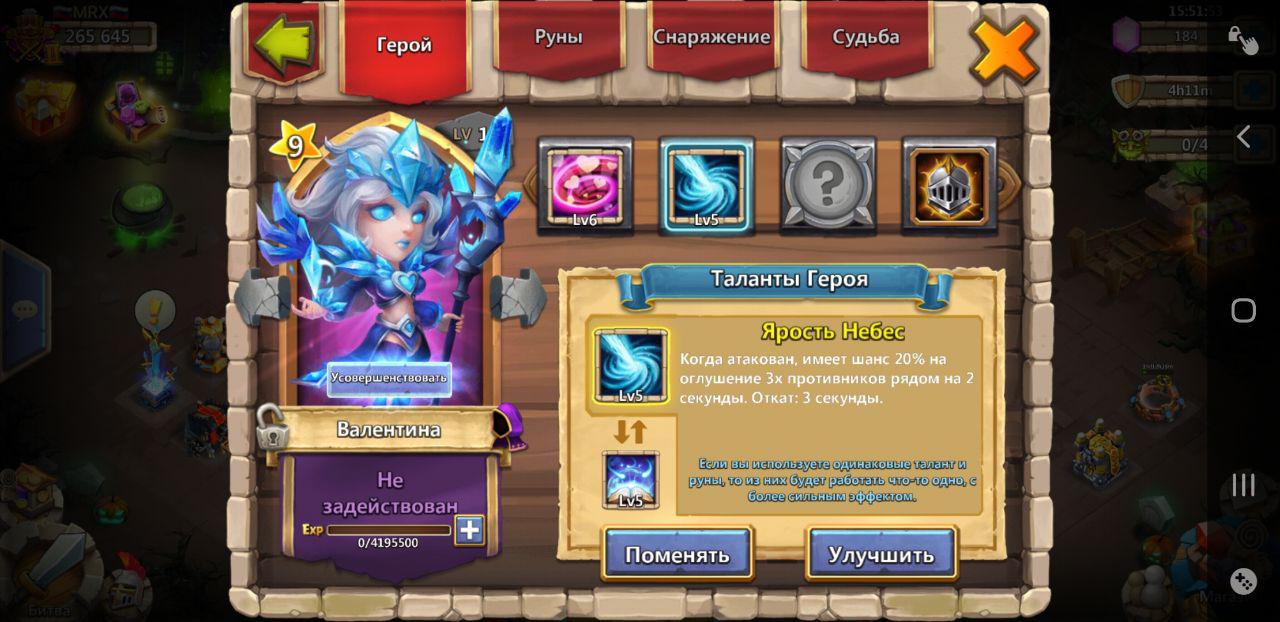 MRX
265 645
Герой
Руны
Снаряжение
Судьба
15:51:53
184
4h11m
0/4
9
LV 1
Lv6
Lv5
Усовершенствовать
Валентина
Не
задействован
Exp
0/4195500
Таланты Героя
Ярость Небес
Когда атакован, имеет шанс 20% на
оглушение 3х противников рядом на 2
секунды. Откат: 3 секунды.
Lv5
Lv5
Если вы используете одинаковые талант и
руны, то из них будет работать что-то одно, с
более сильным эффектом.
Поменять
Улучшить
Битва